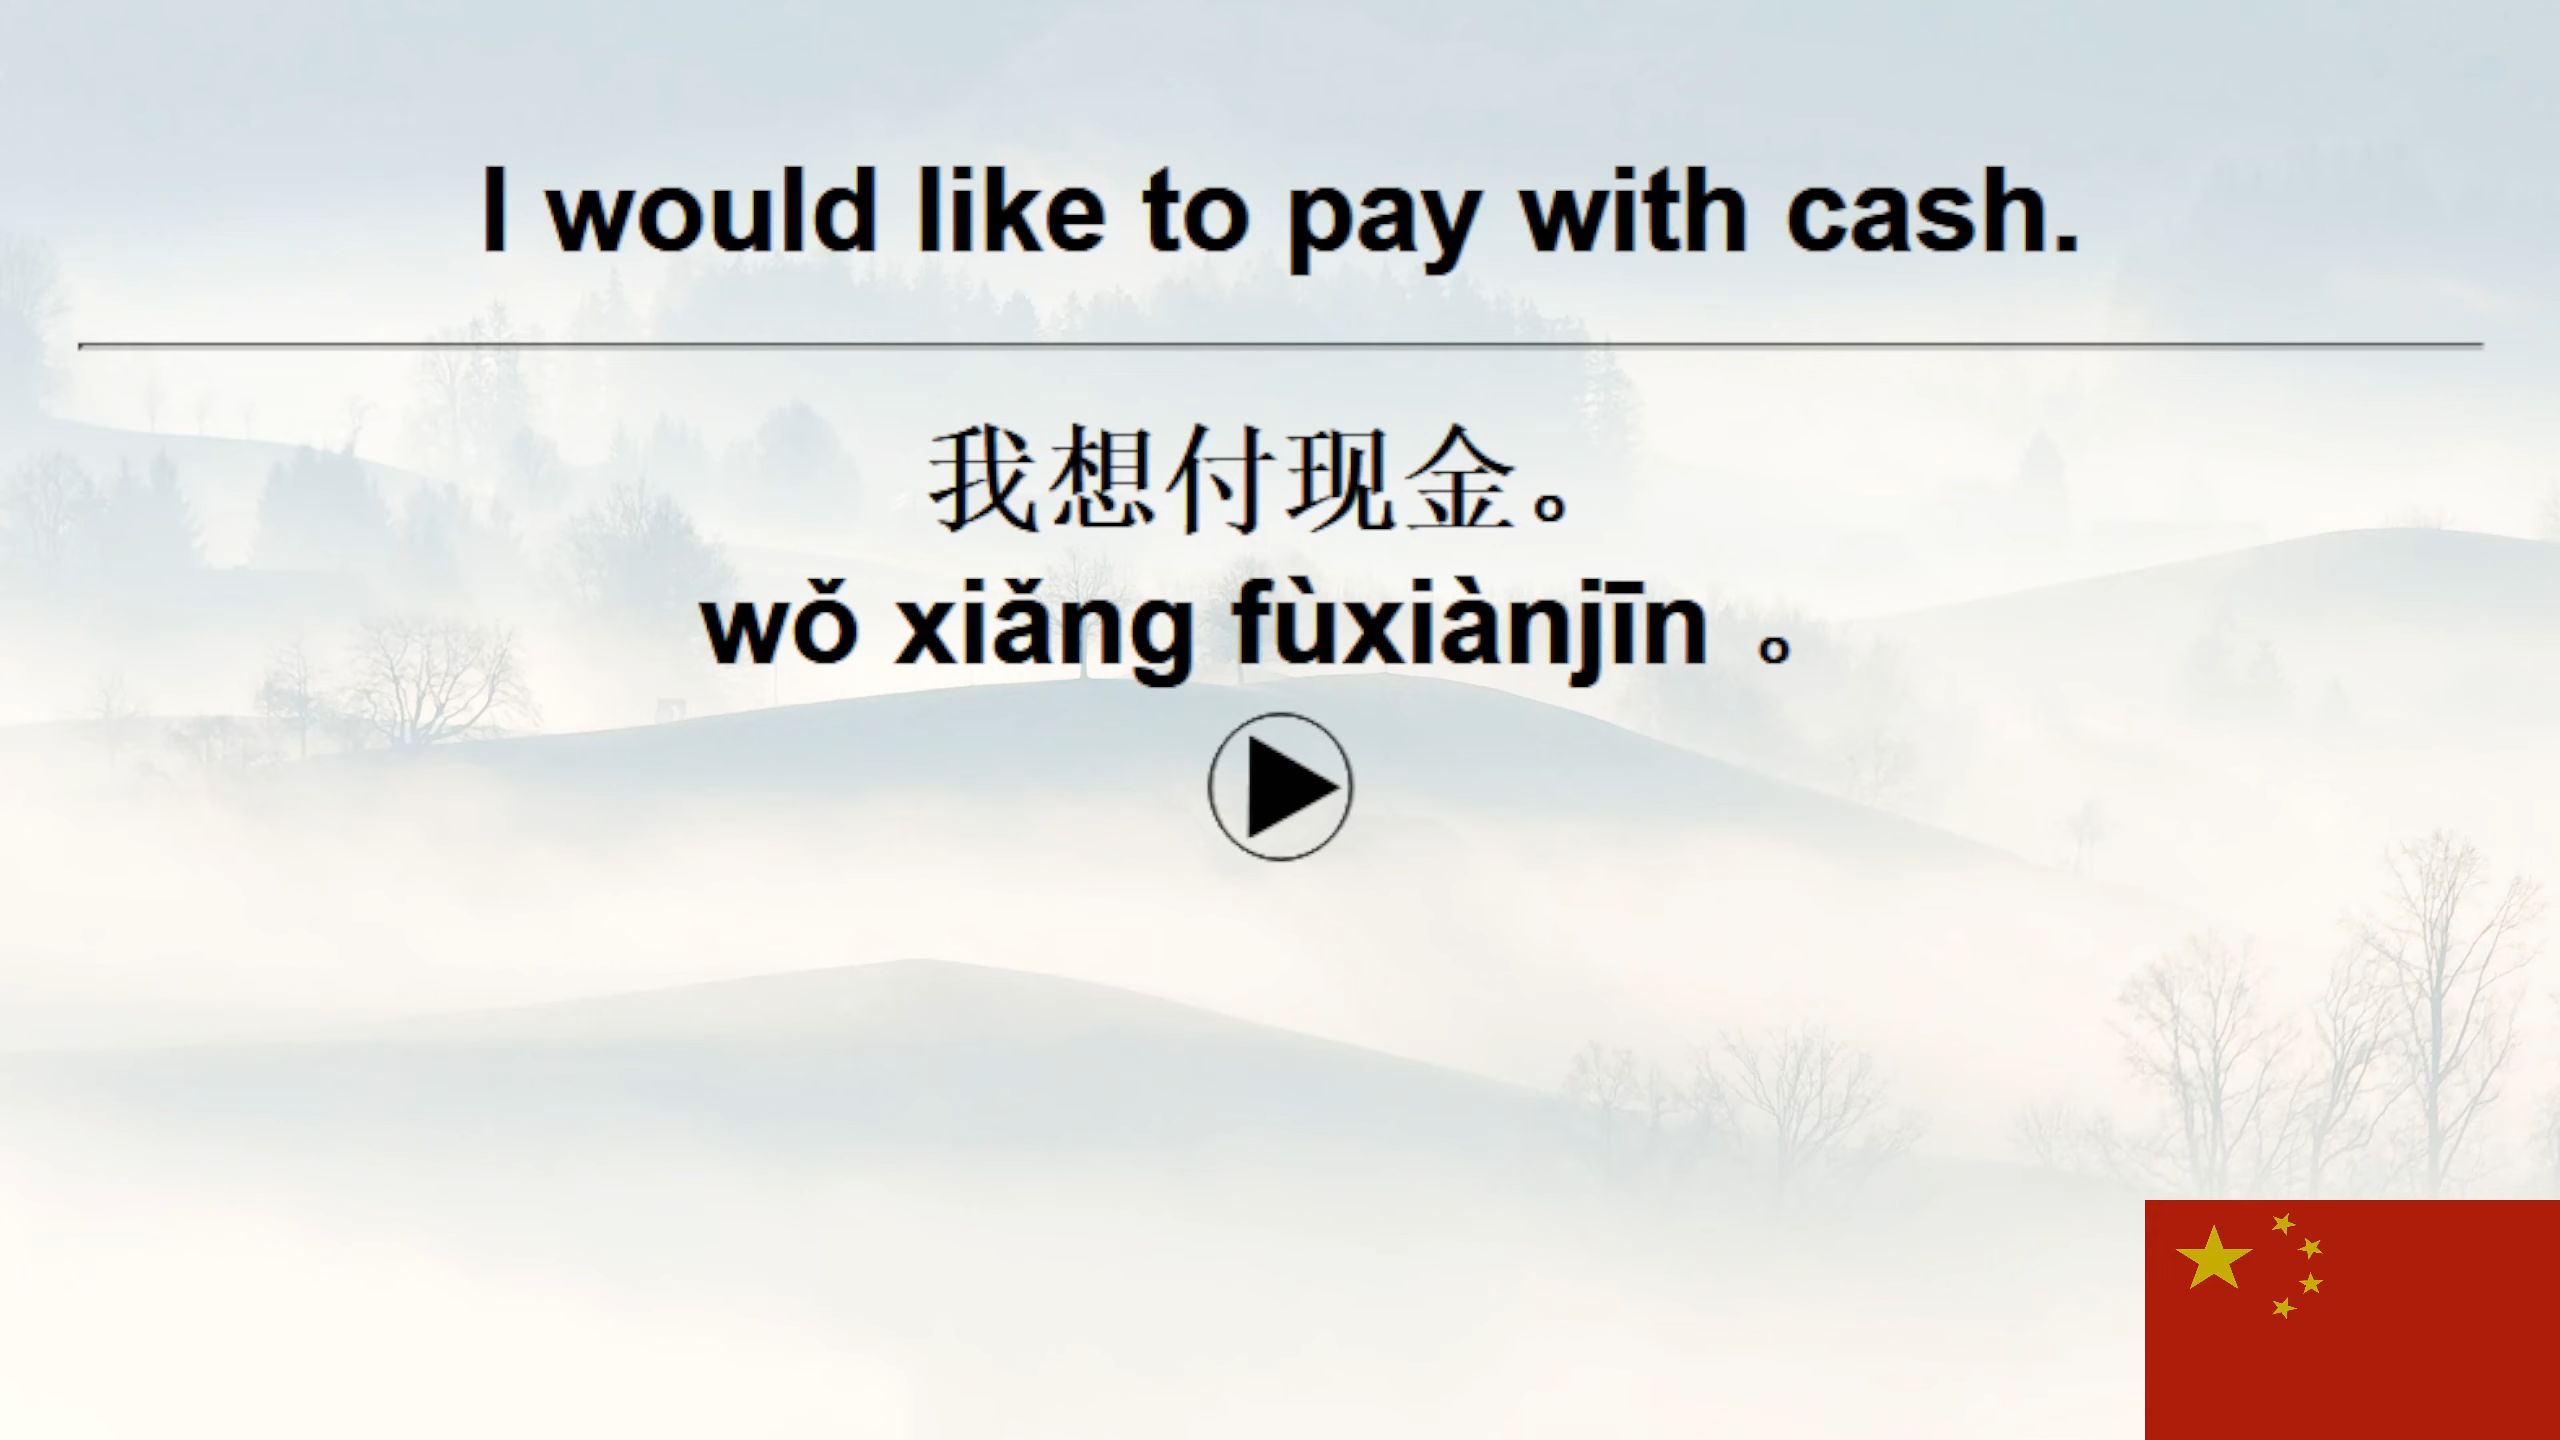 I would like to pay with cash.
我想付现金。
wǒ xiǎng fùxiànjīn 。